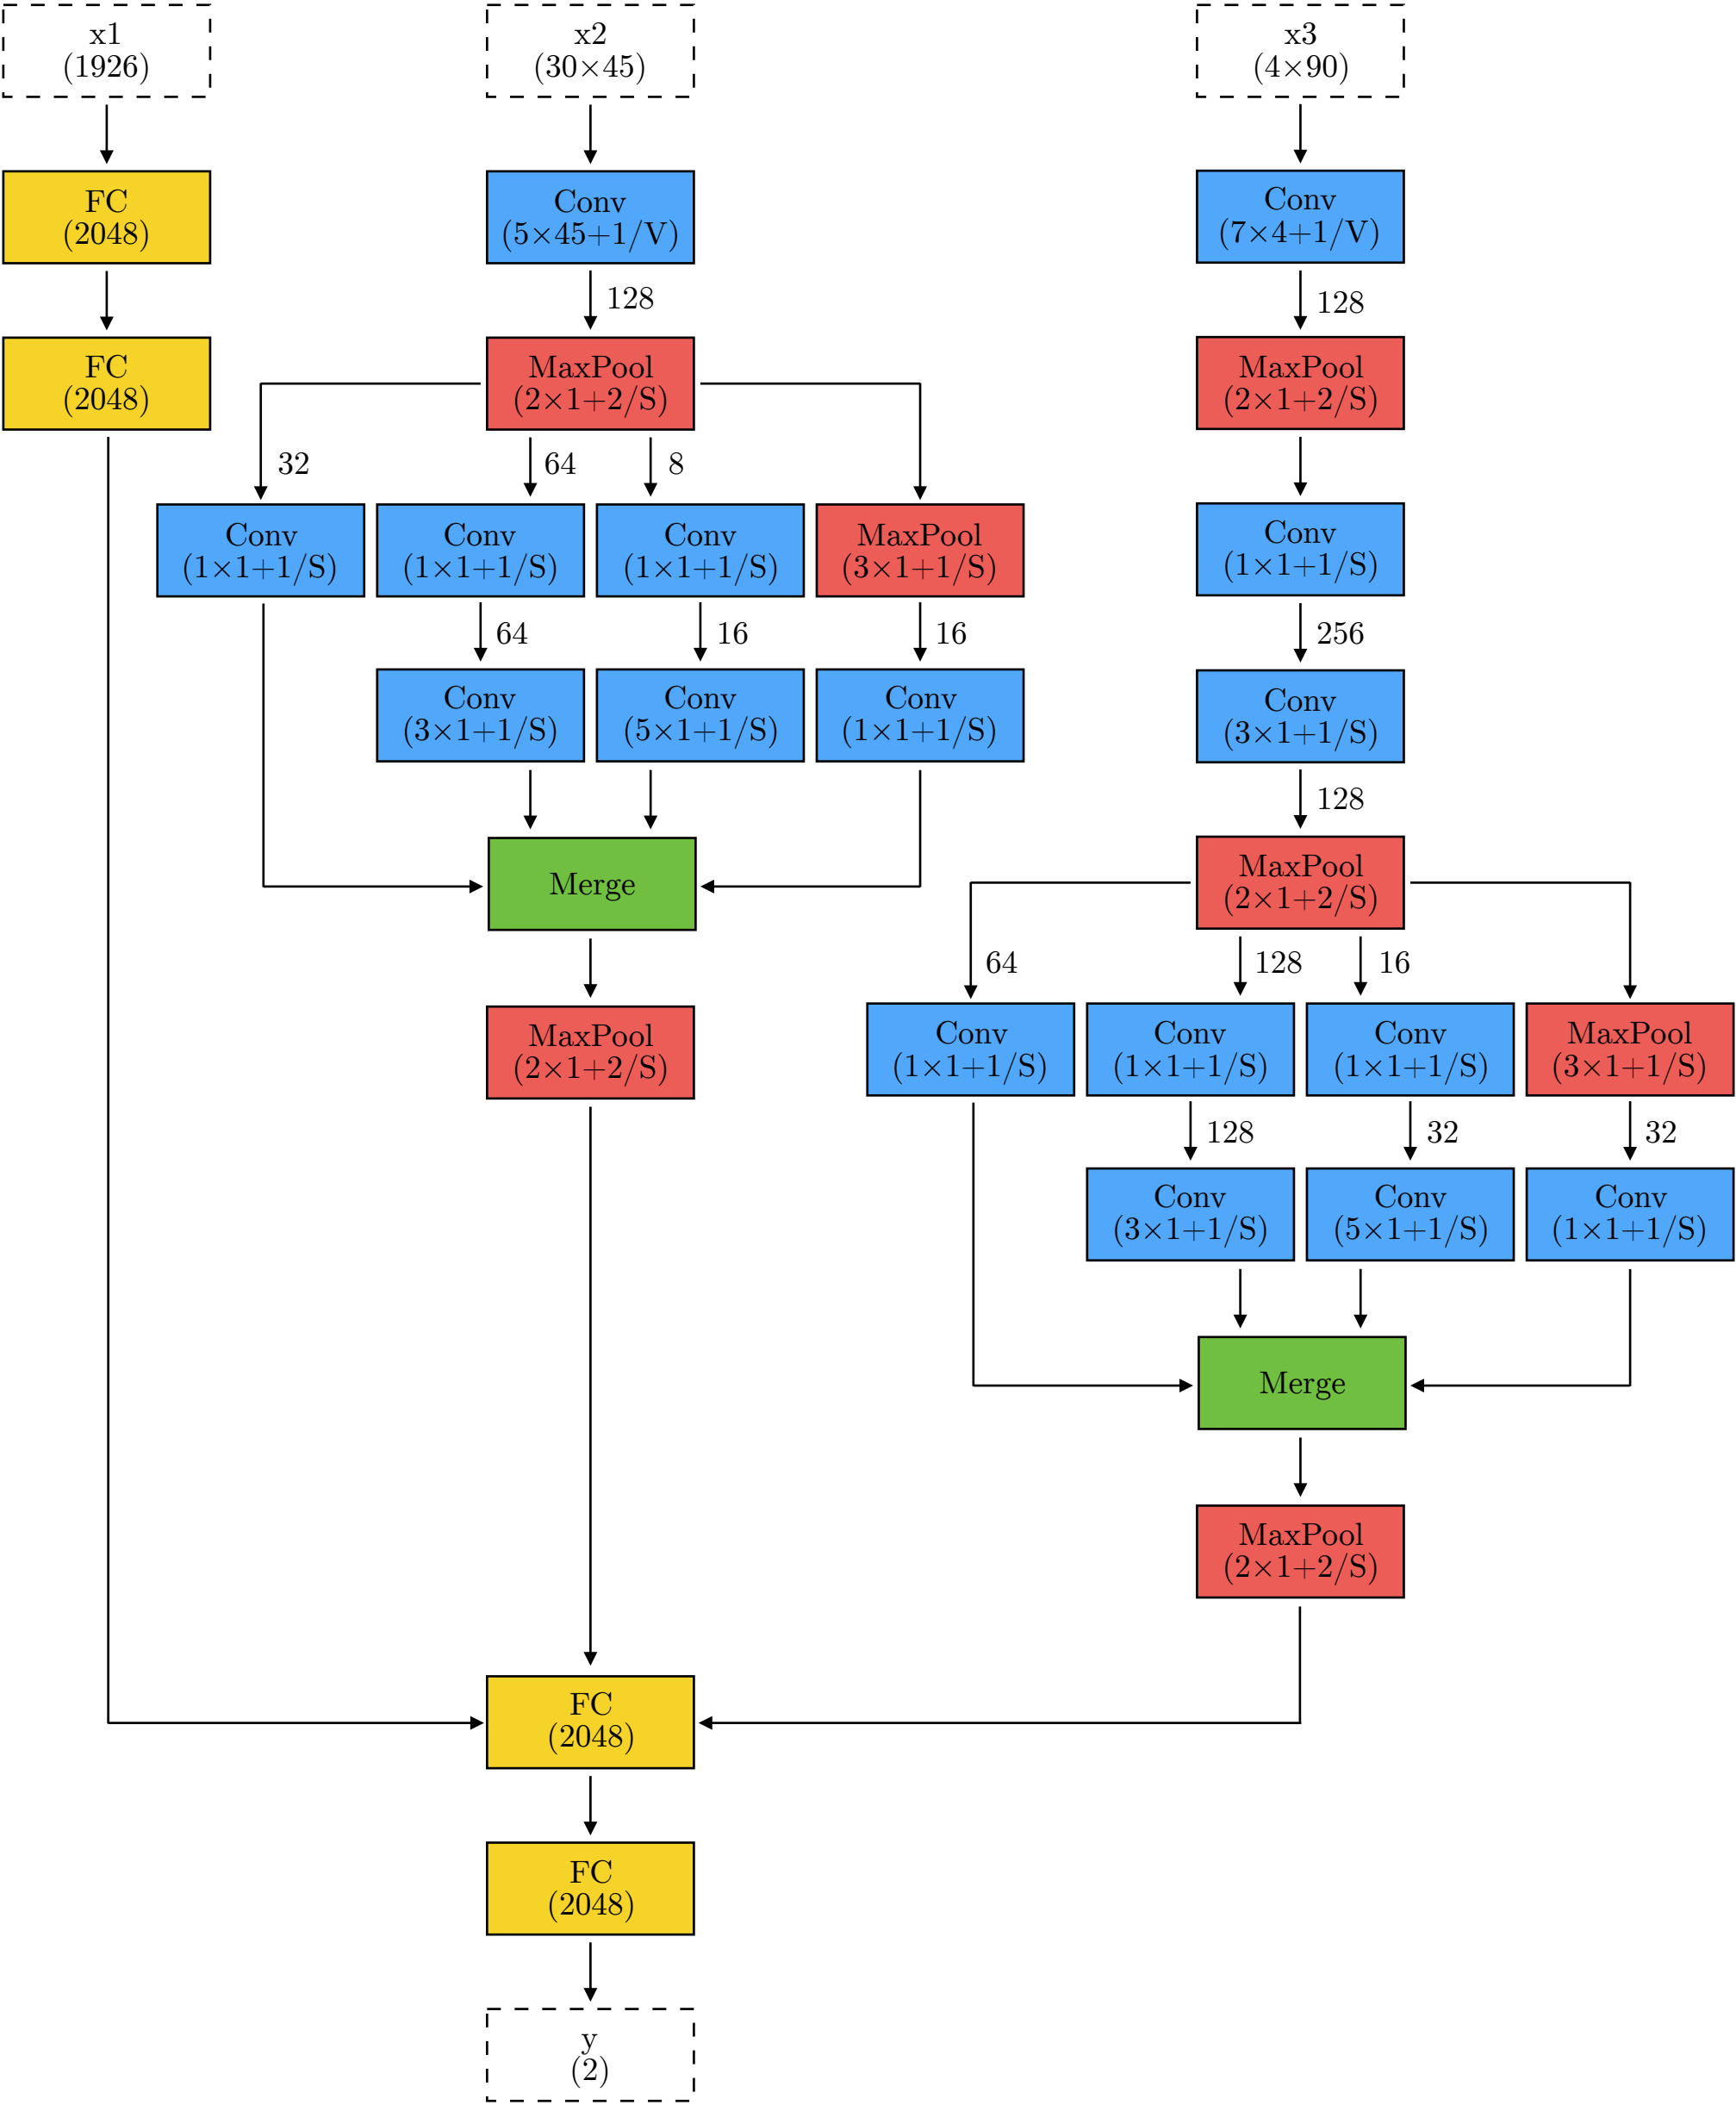 x1
(1926)
x2
(30×45)
x3
(4×90)
FC
(2048)
Conv
(5×45+1/V)
Conv
(7×4+1/V)
128
128
FC
(2048)
MaxPool
(2×1+2/S)
MaxPool
(2×1+2/S)
32
64
8
Conv
(1×1+1/S)
Conv
(1×1+1/S)
Conv
(1×1+1/S)
MaxPool
(3×1+1/S)
Conv
(1×1+1/S)
64
16
16
256
Conv
(3×1+1/S)
Conv
(5×1+1/S)
Conv
(1×1+1/S)
Conv
(3×1+1/S)
128
Merge
MaxPool
(2×1+2/S)
64
128
16
MaxPool
(2×1+2/S)
Conv
(1×1+1/S)
Conv
(1×1+1/S)
Conv
(1×1+1/S)
MaxPool
(3×1+1/S)
128
32
32
Conv
(3×1+1/S)
Conv
(5×1+1/S)
Conv
(1×1+1/S)
Merge
MaxPool
(2×1+2/S)
FC
(2048)
FC
(2048)
y
(2)